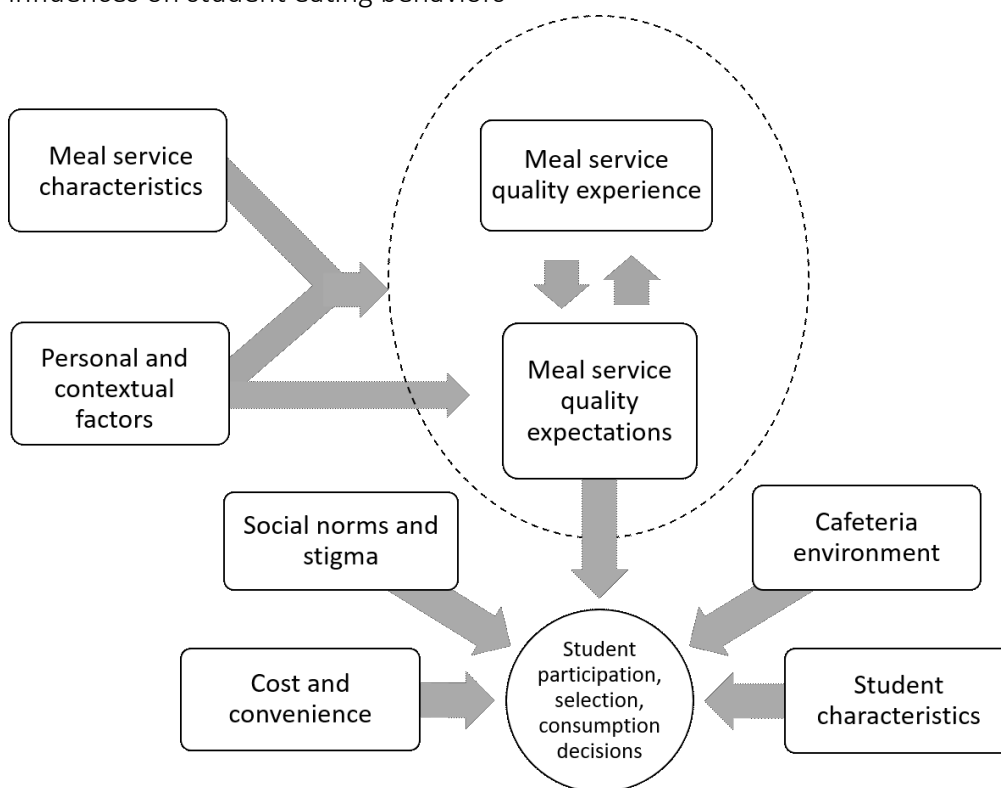 influences on student eating behaviors
Meal service
characteristics
Meal service
quality experience
Personal and
contextual
factors
Meal service
quality
expectations
Social norms and
stigma
Cafeteria
environment
Cost and
convenience
Student
participation,
selection,
consumption
decisions
Student
characteristics